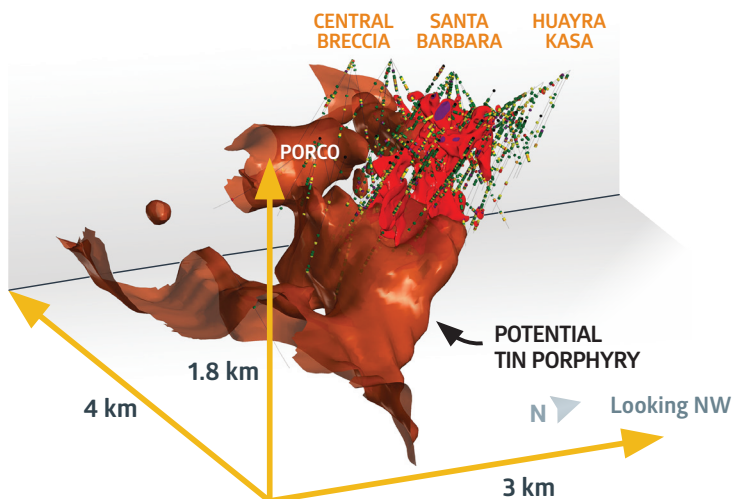 CENTRAL
BRECCIA
SANTA
BARBARA
HUAYRA
KASA
PORCO
POTENTIAL
TIN PORPHYRY
1.8 km
4 km
N
Looking NW
3 km